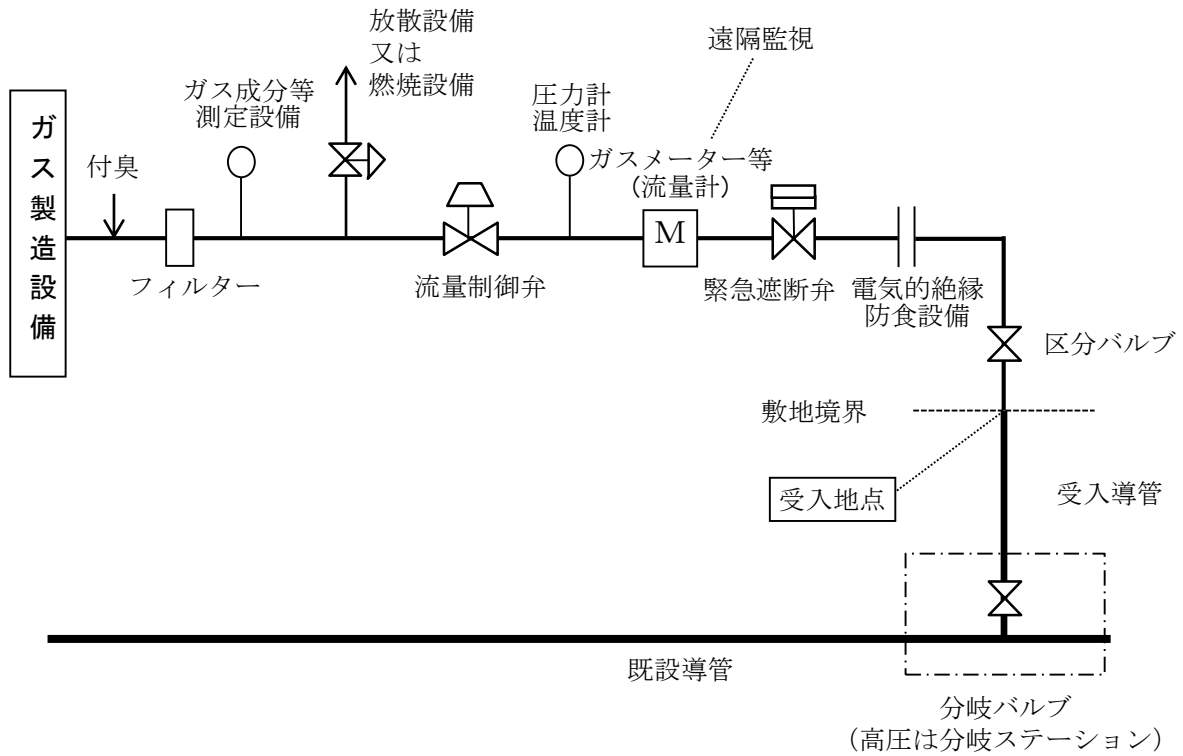 放散設備
又は
燃焼設備
遠隔監視
ガス成分等
測定設備
圧力計
温度計
ガス製造設備
付臭
ガスメーター等
（流量計）
M
フィルター
流量制御弁
緊急遮断弁
電気的絶縁
防食設備
区分バルブ
敷地境界
受入地点
受入導管
既設導管
分岐バルブ
（高圧は分岐ステーション）